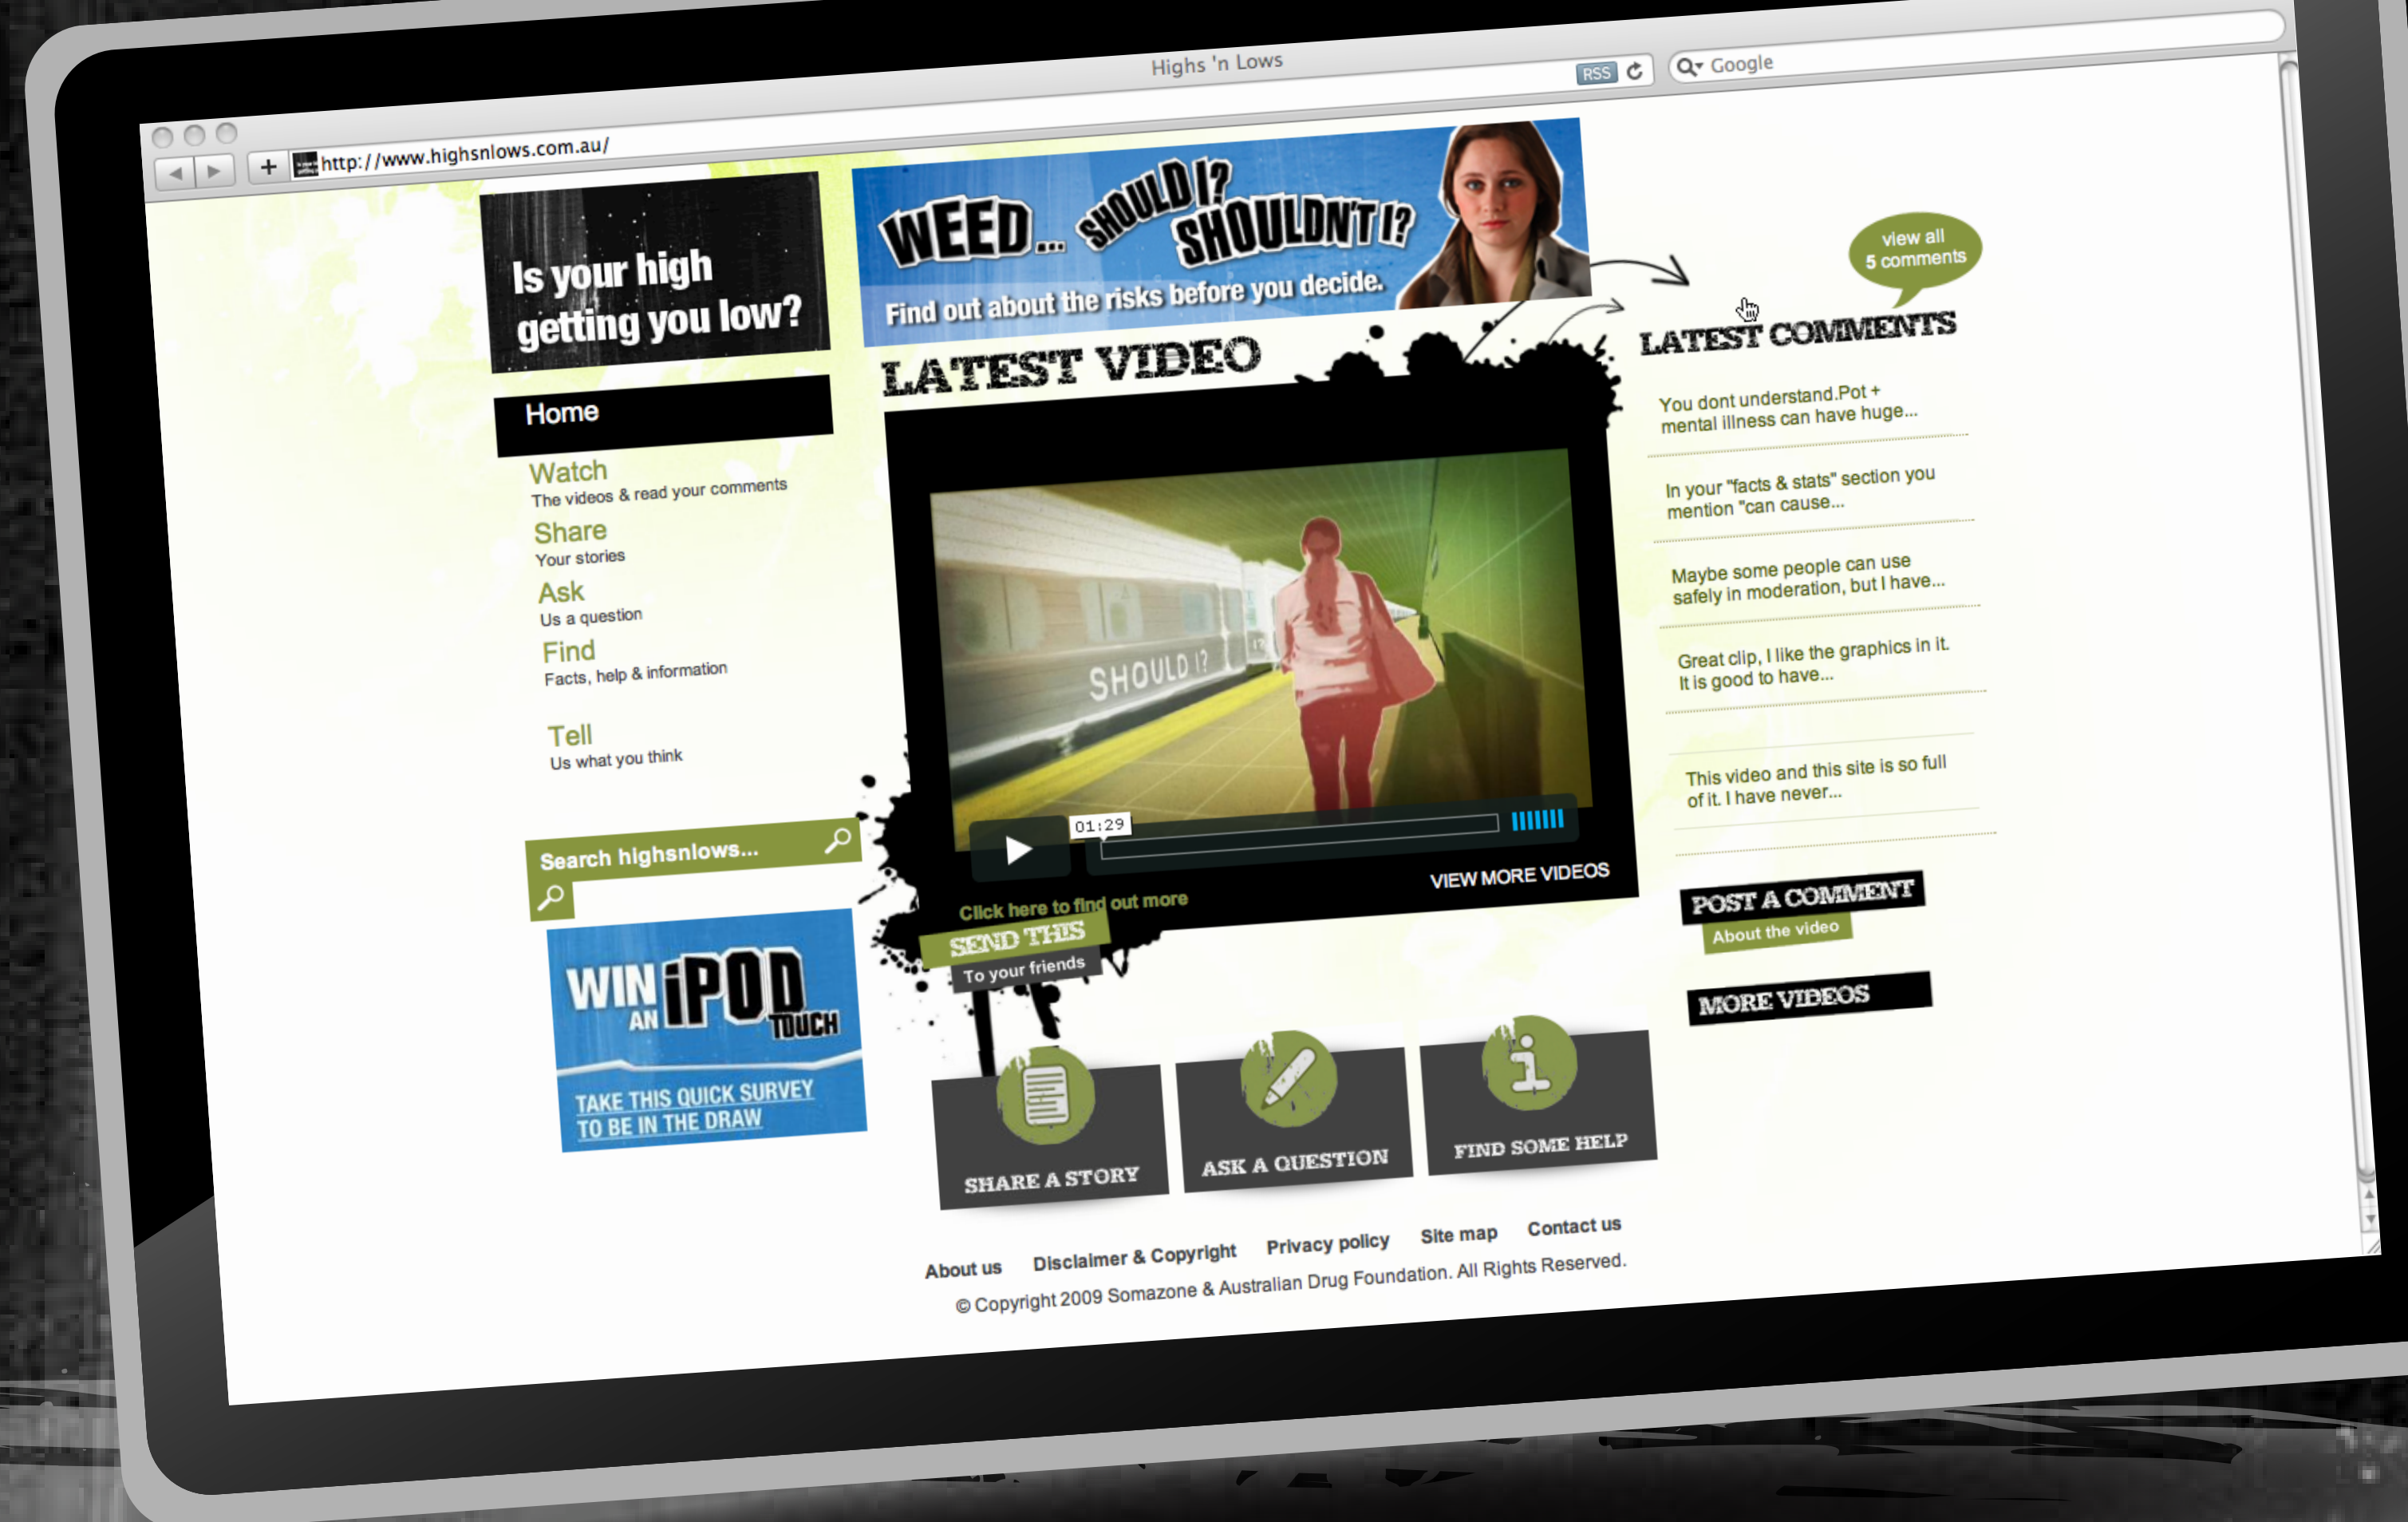 Highs 'n Lows
http://www.highsnlows.com.au/
RSS
Google
Is your high
getting you low?
WEED... SHOULD I?
SHOULDN'T I?
Find out about the risks before you decide.
view all
5 comments
Home
Watch
The videos & read your comments
Share
Your stories
Ask
Us a question
Find
Facts, help & information
Tell
Us what you think
Search highsnlows...
WIN
AN
iPOD
TOUCH
TAKE THIS QUICK SURVEY
TO BE IN THE DRAW
LATEST VIDEO
SHOULD I?
01:29
VIEW MORE VIDEOS
Click here to find out more
SEND THIS
To your friends
LATEST COMMENTS
You dont understand.Pot +
mental illness can have huge...
In your "facts & stats" section you
mention "can cause...
Maybe some people can use
safely in moderation, but I have...
Great clip, I like the graphics in it.
It is good to have...
This video and this site is so full
of it. I have never...
POST A COMMENT
About the video
MORE VIDEOS
SHARE A STORY
ASK A QUESTION
FIND SOME HELP
About us
Disclaimer & Copyright
Privacy policy
Site map
Contact us
© Copyright 2009 Somazone & Australian Drug Foundation. All Rights Reserved.